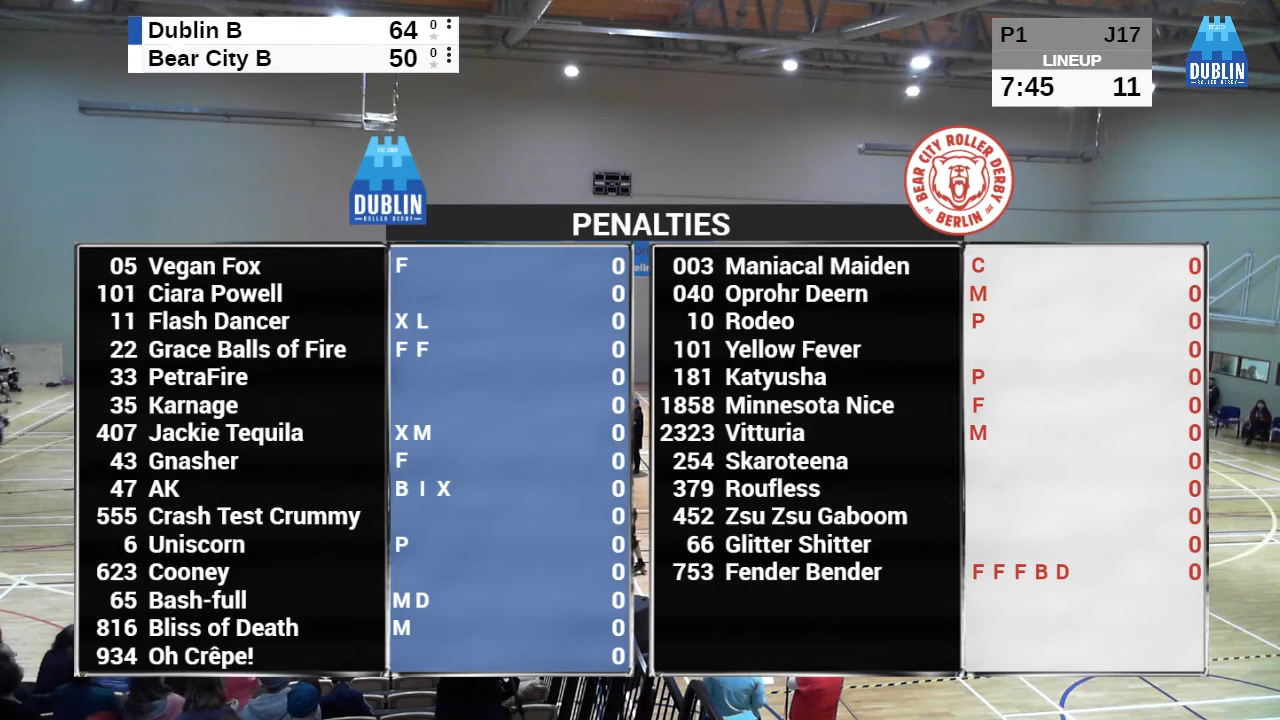 Dublin B 64 0
Bear City B 50 0
P1 J17
LINEUP
7:45 11
DUBLIN
DUBLIN
ROLLER DERBY
BEAR CITY ROLLER DERBY
BERLIN
PENALTIES
05 Vegan Fox F 0
101 Ciara Powell 0
11 Flash Dancer X L 0
22 Grace Balls of Fire F F 0
33 PetraFire 0
35 Karnage 0
407 Jackie Tequila X M 0
43 Gnasher F 0
47 AK B I X 0
555 Crash Test Crummy 0
6 Uniscorn P 0
623 Cooney 0
65 Bash-full M D 0
816 Bliss of Death M 0
934 Oh Crêpe! 0
003 Maniacal Maiden C 0
040 Oprohr Deern M 0
10 Rodeo P 0
101 Yellow Fever 0
181 Katyusha P 0
1858 Minnesota Nice F 0
2323 Vitturia M 0
254 Skaroteena 0
379 Roufless 0
452 Zsu Zsu Gaboom 0
66 Glitter Shitter 0
753 Fender Bender F F F B D 0